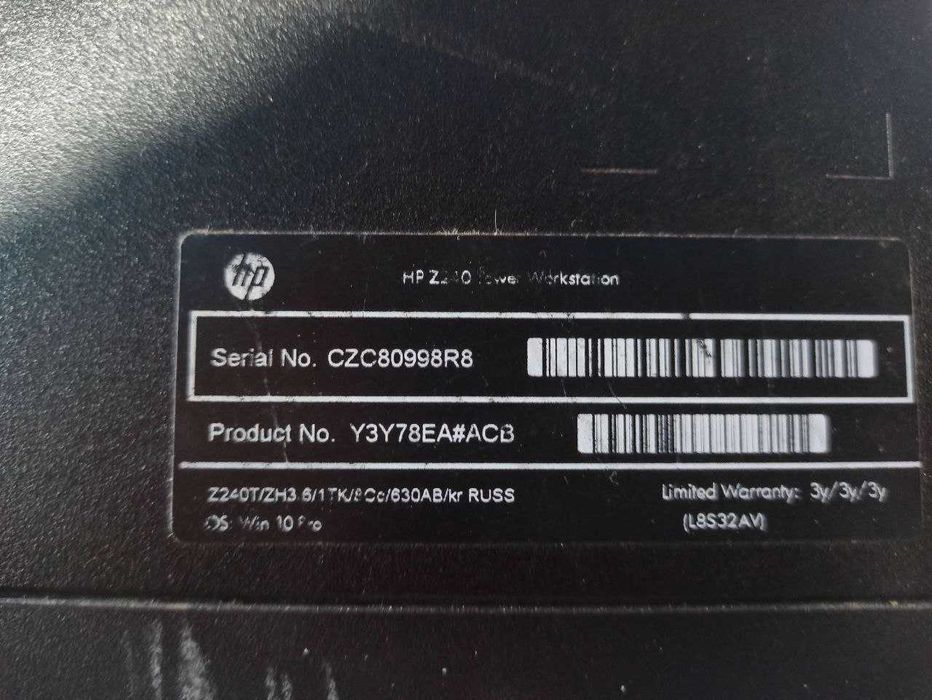 hp
HP Z240 Tower Workstation
Serial No. CZC80998R8
Product No. Y3Y78EA#ACB
Z240T/ZH3.6/1TK/8Cc/630AB/kr RUSS
Limited Warranty: 3y/3y/3y
OS: Win 10 Pro
(L8S32AV)